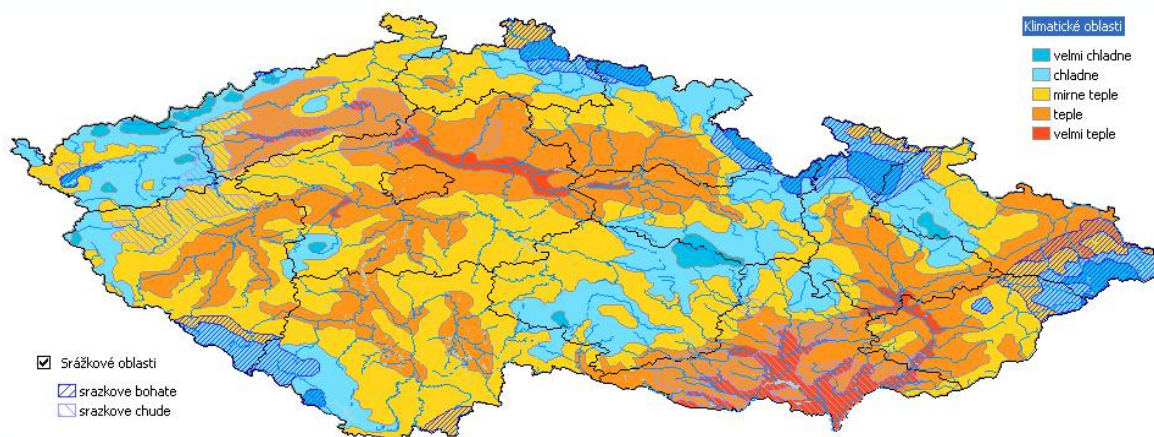 Klimatické oblasti
velmi chladne
chladne
mirne teple
teple
velmi teple
Srážkové oblasti
srazkove bohate
srazkove chude